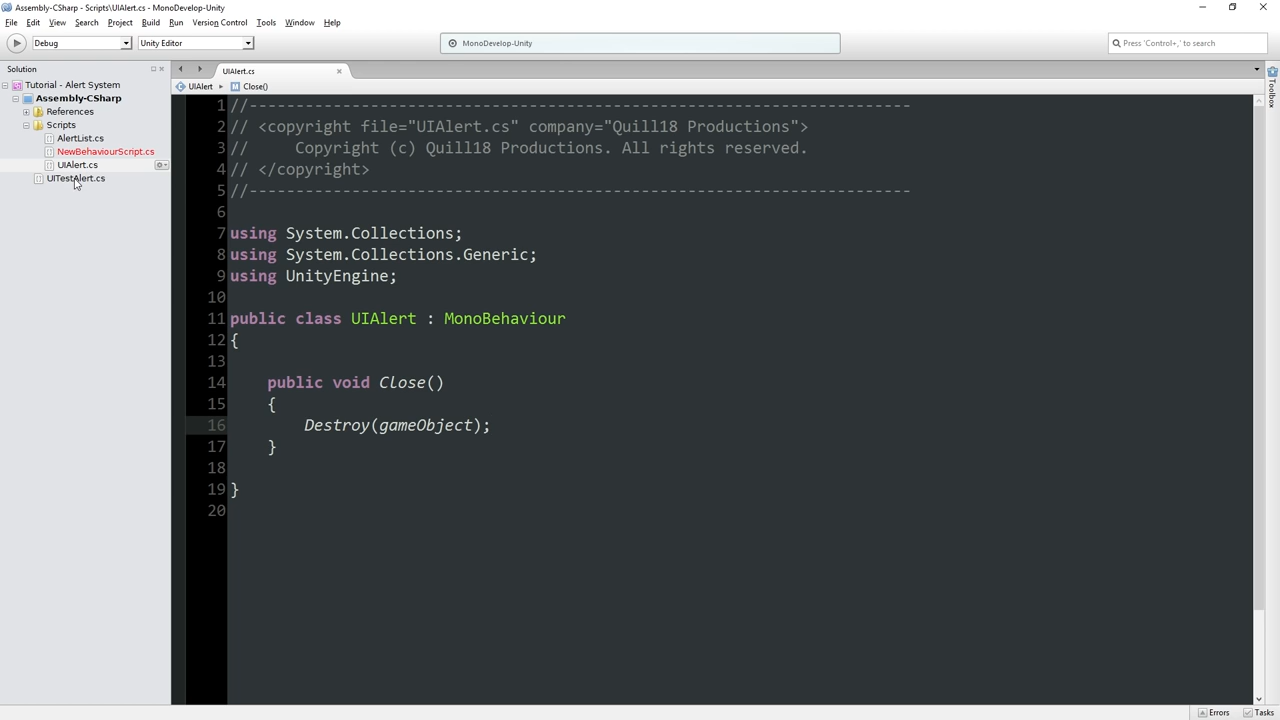 Assembly-CSharp - Scripts\UIAlert.cs - MonoDevelop-Unity
File Edit View Search Project Build Run Version Control Tools Window Help
Debug Unity Editor MonoDevelop-Unity Press 'Control+,' to search
Solution
UIAlert.cs
Tutorial - Alert System
UIAlert Close()
Assembly-CSharp
References
Scripts
AlertList.cs
NewBehaviourScript.cs
UIAlert.cs
UITestAlert.cs
Toolbox
1 //-----------------------------------------------------------------------
2 // <copyright file="UIAlert.cs" company="Quill18 Productions">
3 //     Copyright (c) Quill18 Productions. All rights reserved.
4 // </copyright>
5 //-----------------------------------------------------------------------
6
7 using System.Collections;
8 using System.Collections.Generic;
9 using UnityEngine;
10
11 public class UIAlert : MonoBehaviour
12 {
13
14     public void Close()
15     {
16         Destroy(gameObject);
17     }
18
19 }
20
Errors Tasks